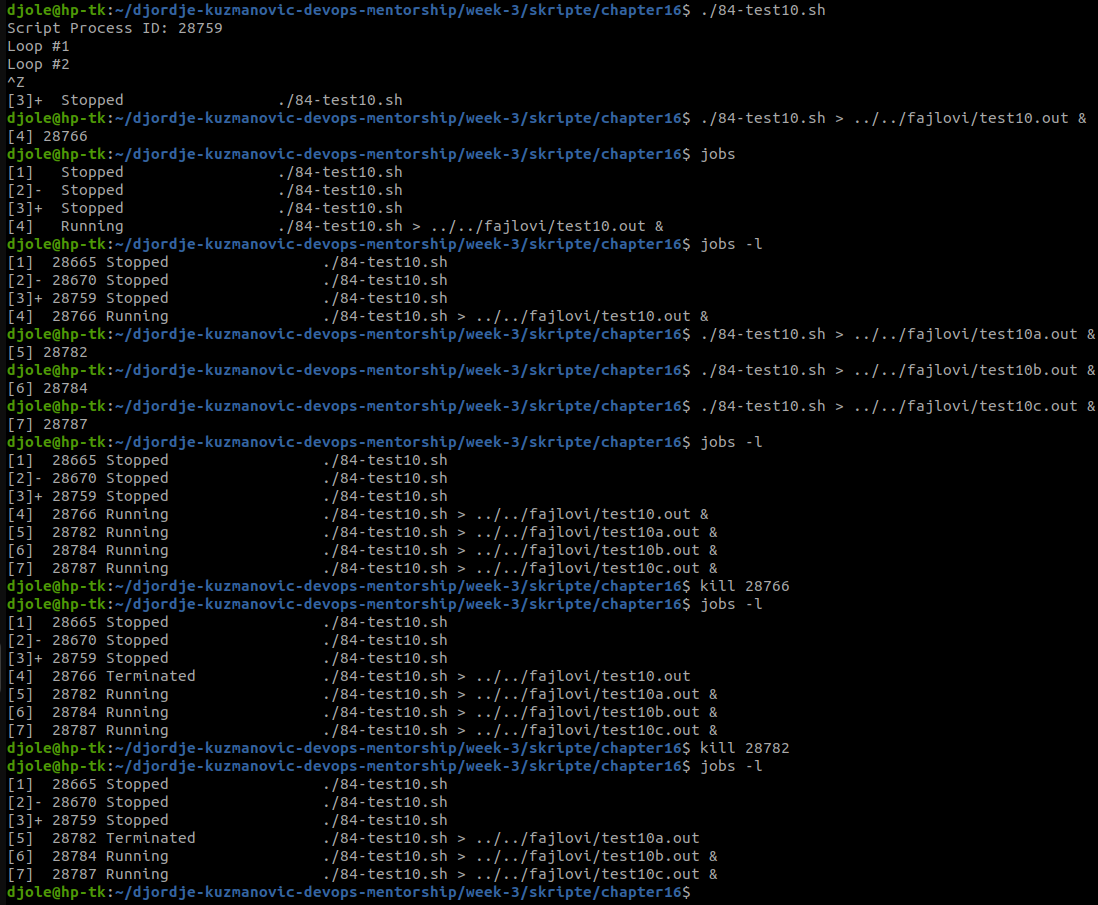 djole@hp-tk:~/djordje-kuzmanovic-devops-mentorship/week-3/skripte/chapter16$ ./84-test10.sh
Script Process ID: 28759
Loop #1
Loop #2
^Z
[3]+  Stopped                 ./84-test10.sh
djole@hp-tk:~/djordje-kuzmanovic-devops-mentorship/week-3/skripte/chapter16$ ./84-test10.sh > ../../fajlovi/test10.out &
[4] 28766
djole@hp-tk:~/djordje-kuzmanovic-devops-mentorship/week-3/skripte/chapter16$ jobs
[1]   Stopped                 ./84-test10.sh
[2]-  Stopped                 ./84-test10.sh
[3]+  Stopped                 ./84-test10.sh
[4]   Running                 ./84-test10.sh > ../../fajlovi/test10.out &
djole@hp-tk:~/djordje-kuzmanovic-devops-mentorship/week-3/skripte/chapter16$ jobs -l
[1]  28665 Stopped                 ./84-test10.sh
[2]- 28670 Stopped                 ./84-test10.sh
[3]+ 28759 Stopped                 ./84-test10.sh
[4]  28766 Running                 ./84-test10.sh > ../../fajlovi/test10.out &
djole@hp-tk:~/djordje-kuzmanovic-devops-mentorship/week-3/skripte/chapter16$ ./84-test10.sh > ../../fajlovi/test10a.out &
[5] 28782
djole@hp-tk:~/djordje-kuzmanovic-devops-mentorship/week-3/skripte/chapter16$ ./84-test10.sh > ../../fajlovi/test10b.out &
[6] 28784
djole@hp-tk:~/djordje-kuzmanovic-devops-mentorship/week-3/skripte/chapter16$ ./84-test10.sh > ../../fajlovi/test10c.out &
[7] 28787
djole@hp-tk:~/djordje-kuzmanovic-devops-mentorship/week-3/skripte/chapter16$ jobs -l
[1]  28665 Stopped                 ./84-test10.sh
[2]- 28670 Stopped                 ./84-test10.sh
[3]+ 28759 Stopped                 ./84-test10.sh
[4]  28766 Running                 ./84-test10.sh > ../../fajlovi/test10.out &
[5]  28782 Running                 ./84-test10.sh > ../../fajlovi/test10a.out &
[6]  28784 Running                 ./84-test10.sh > ../../fajlovi/test10b.out &
[7]  28787 Running                 ./84-test10.sh > ../../fajlovi/test10c.out &
djole@hp-tk:~/djordje-kuzmanovic-devops-mentorship/week-3/skripte/chapter16$ kill 28766
djole@hp-tk:~/djordje-kuzmanovic-devops-mentorship/week-3/skripte/chapter16$ jobs -l
[1]  28665 Stopped                 ./84-test10.sh
[2]- 28670 Stopped                 ./84-test10.sh
[3]+ 28759 Stopped                 ./84-test10.sh
[4]  28766 Terminated              ./84-test10.sh > ../../fajlovi/test10.out
[5]  28782 Running                 ./84-test10.sh > ../../fajlovi/test10a.out &
[6]  28784 Running                 ./84-test10.sh > ../../fajlovi/test10b.out &
[7]  28787 Running                 ./84-test10.sh > ../../fajlovi/test10c.out &
djole@hp-tk:~/djordje-kuzmanovic-devops-mentorship/week-3/skripte/chapter16$ kill 28782
djole@hp-tk:~/djordje-kuzmanovic-devops-mentorship/week-3/skripte/chapter16$ jobs -l
[1]  28665 Stopped                 ./84-test10.sh
[2]- 28670 Stopped                 ./84-test10.sh
[3]+ 28759 Stopped                 ./84-test10.sh
[5]  28782 Terminated              ./84-test10.sh > ../../fajlovi/test10a.out
[6]  28784 Running                 ./84-test10.sh > ../../fajlovi/test10b.out &
[7]  28787 Running                 ./84-test10.sh > ../../fajlovi/test10c.out &
djole@hp-tk:~/djordje-kuzmanovic-devops-mentorship/week-3/skripte/chapter16$